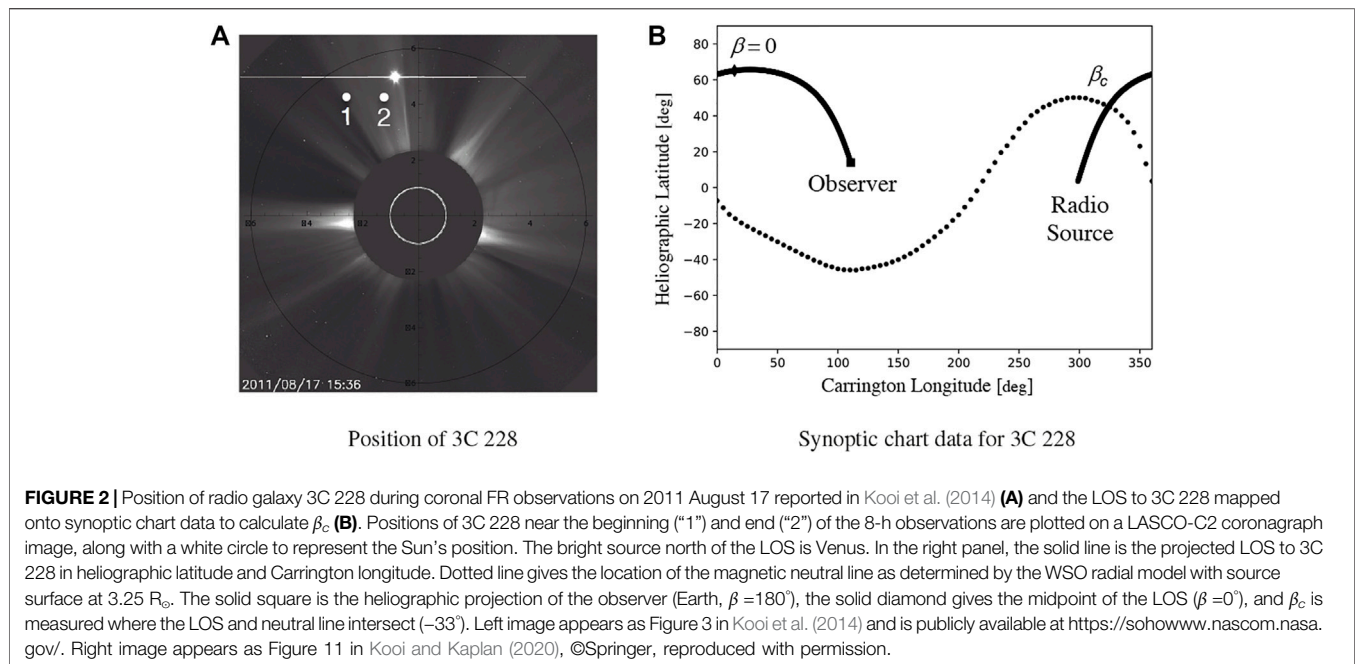 A
6
4
2
1 2
2
4
6
2011/08/17 15:36
Position of 3C 228
B
80
60
40
20
0
−20
−40
−60
−80
β = 0
βc
Observer
Radio
Source
0 50 100 150 200 250 300 350
Heliographic Latitude [deg]
Carrington Longitude [deg]
Synoptic chart data for 3C 228
FIGURE 2 | Position of radio galaxy 3C 228 during coronal FR observations on 2011 August 17 reported in Kooi et al. (2014) (A) and the LOS to 3C 228 mapped
onto synoptic chart data to calculate βc (B). Positions of 3C 228 near the beginning (“1”) and end (“2”) of the 8-h observations are plotted on a LASCO-C2 coronagraph
image, along with a white circle to represent the Sun’s position. The bright source north of the LOS is Venus. In the right panel, the solid line is the projected LOS to 3C
228 in heliographic latitude and Carrington longitude. Dotted line gives the location of the magnetic neutral line as determined by the WSO radial model with source
surface at 3.25 R⊙. The solid square is the heliographic projection of the observer (Earth, β =180°), the solid diamond gives the midpoint of the LOS (β =0°), and βc is
measured where the LOS and neutral line intersect (−33°). Left image appears as Figure 3 in Kooi et al. (2014) and is publicly available at https://sohowww.nascom.nasa.
gov/. Right image appears as Figure 11 in Kooi and Kaplan (2020), ©Springer, reproduced with permission.